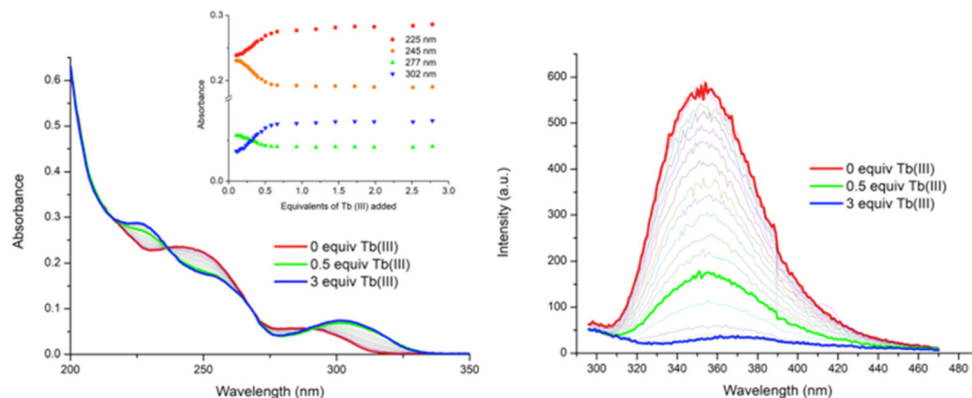 0.3
225 nm
245 nm
277 nm
302 nm
0.2
Absorbance
0.0
0.0 0.5 1.0 1.5 2.0 2.5 3.0
Equivalents of Tb (III) added
0.6
0.5
0.4
0.3
0.2
0.1
0.0
Absorbance
0 equiv Tb(III)
0.5 equiv Tb(III)
3 equiv Tb(III)
200 250 300 350
Wavelength (nm)
600
500
400
300
200
100
50
0
Intensity (a.u.)
0 equiv Tb(III)
0.5 equiv Tb(III)
3 equiv Tb(III)
300 320 340 360 380 400 420 440 460 480
Wavelength (nm)